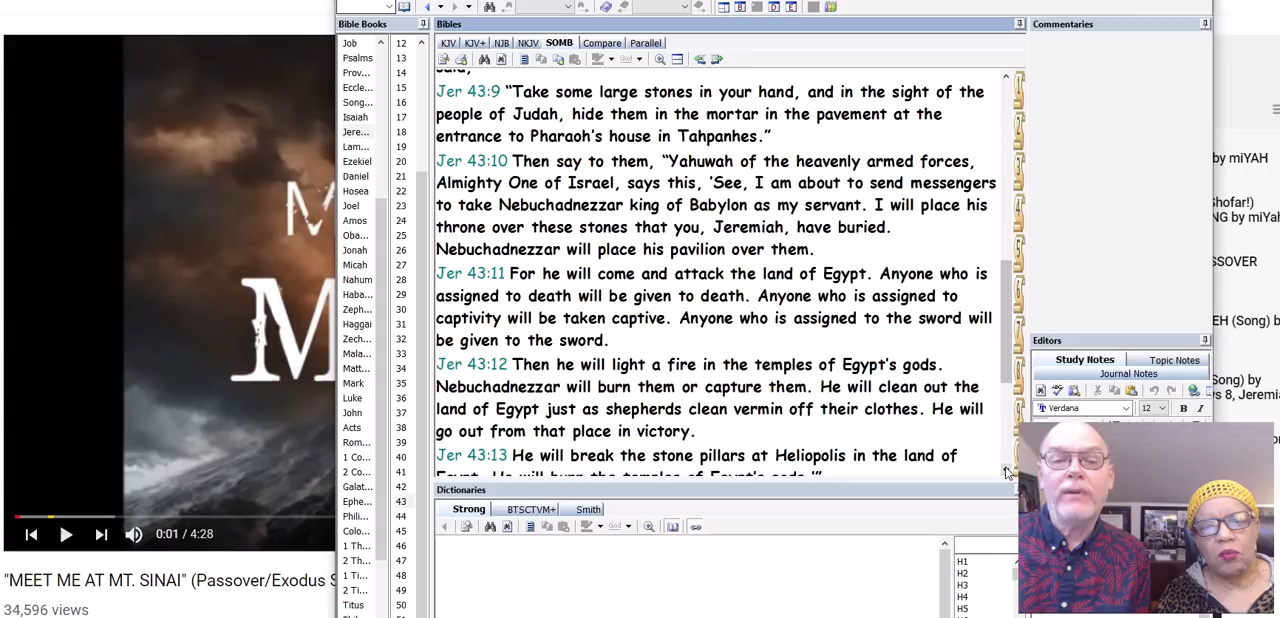 Bible Books
Job
Psalms
Prov...
Eccle...
Song...
Isaiah
Jere...
Lam...
Ezekiel
Daniel
Hosea
Joel
Amos
Oba...
Jonah
Micah
Nahum
Haba...
Zeph...
Haggai
Zech...
Mala...
Matt...
Mark
Luke
John
Acts
Rom...
1 Co...
2 Co...
Galat...
Ephe...
Phili...
Colo...
1 Th...
2 Th...
1 Ti...
2 Ti...
Titus
12
13
14
15
16
17
18
19
20
21
22
23
24
25
26
27
28
29
30
31
32
33
34
35
36
37
38
39
40
41
42
43
44
45
46
47
48
49
50
Bibles
KJV KJV+ NJB NKJV SOMB Compare Parallel
said,
Jer 43:9 “Take some large stones in your hand, and in the sight of the
people of Judah, hide them in the mortar in the pavement at the
entrance to Pharaoh’s house in Tahpanhes.”
Jer 43:10 Then say to them, “Yahuwah of the heavenly armed forces,
Almighty One of Israel, says this, ‘See, I am about to send messengers
to take Nebuchadnezzar king of Babylon as my servant. I will place his
throne over these stones that you, Jeremiah, have buried.
Nebuchadnezzar will place his pavilion over them.
Jer 43:11 For he will come and attack the land of Egypt. Anyone who is
assigned to death will be given to death. Anyone who is assigned to
captivity will be taken captive. Anyone who is assigned to the sword will
be given to the sword.
Jer 43:12 Then he will light a fire in the temples of Egypt’s gods.
Nebuchadnezzar will burn them or capture them. He will clean out the
land of Egypt just as shepherds clean vermin off their clothes. He will
go out from that place in victory.
Jer 43:13 He will break the stone pillars at Heliopolis in the land of
Egypt. He will burn the temples of Egypt’s gods.’”
Dictionaries
Strong BTSCTVM+ Smith
H1
H2
H3
H4
H5
Commentaries
Editors
Study Notes Topic Notes
Journal Notes
Verdana 12 B I
M
M
0:01 / 4:28
"MEET ME AT MT. SINAI" (Passover/Exodus S
34,596 views
by miYAH
Shofar!)
NG by miYah
SSOVER
EH (Song) b
Song) by
s 8, Jeremi